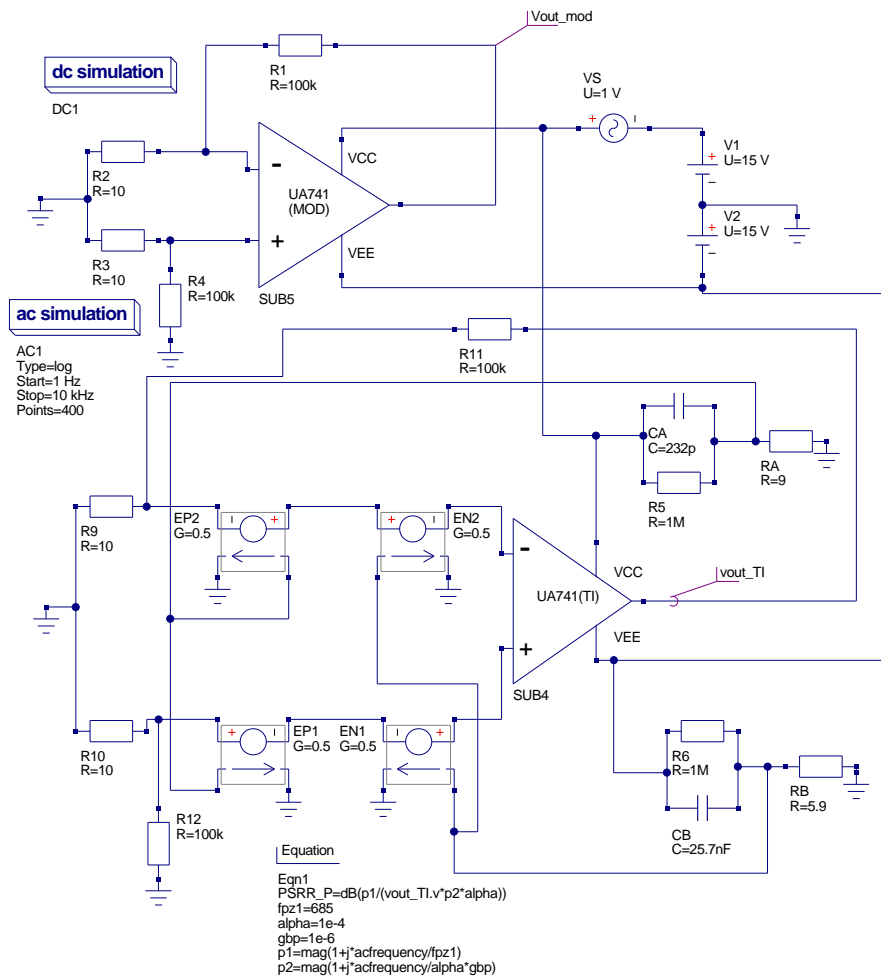 Vout_mod
dc simulation
DC1
R1
R=100k
VS
U=1 V
+
I
V1
U=15 V
+
–
V2
U=15 V
+
–
R2
R=10
-
VCC
UA741
(MOD)
+
VEE
R3
R=10
R4
R=100k
SUB5
ac simulation
AC1
Type=log
Start=1 Hz
Stop=10 kHz
Points=400
R11
R=100k
CA
C=232p
RA
R=9
R5
R=1M
R9
R=10
EP2
G=0.5
I
+
+
I
EN2
G=0.5
-
VCC
vout_TI
UA741(TI)
VEE
+
SUB4
R10
R=10
+
I
EP1
G=0.5
EN1
G=0.5
I
+
R6
R=1M
RB
R=5.9
CB
C=25.7nF
R12
R=100k
Equation
Eqn1
PSRR_P=dB(p1/(vout_TI.v*p2*alpha))
fpz1=685
alpha=1e-4
gbp=1e-6
p1=mag(1+j*acfrequency/fpz1)
p2=mag(1+j*acfrequency/alpha*gbp)